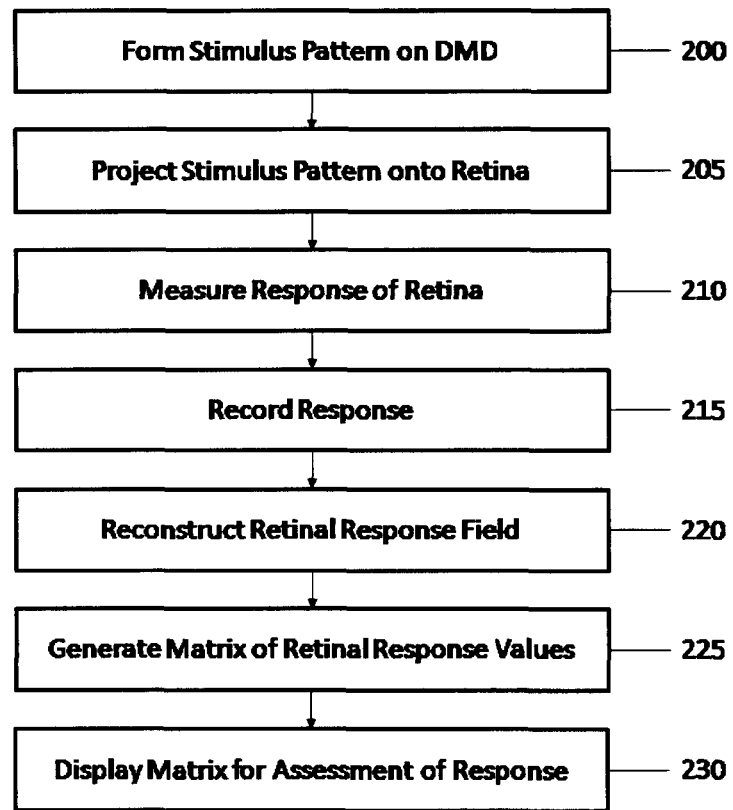 Form Stimulus Pattern on DMD 200
Project Stimulus Pattern onto Retina 205
Measure Response of Retina 210
Record Response 215
Reconstruct Retinal Response Field 220
Generate Matrix of Retinal Response Values 225
Display Matrix for Assessment of Response 230